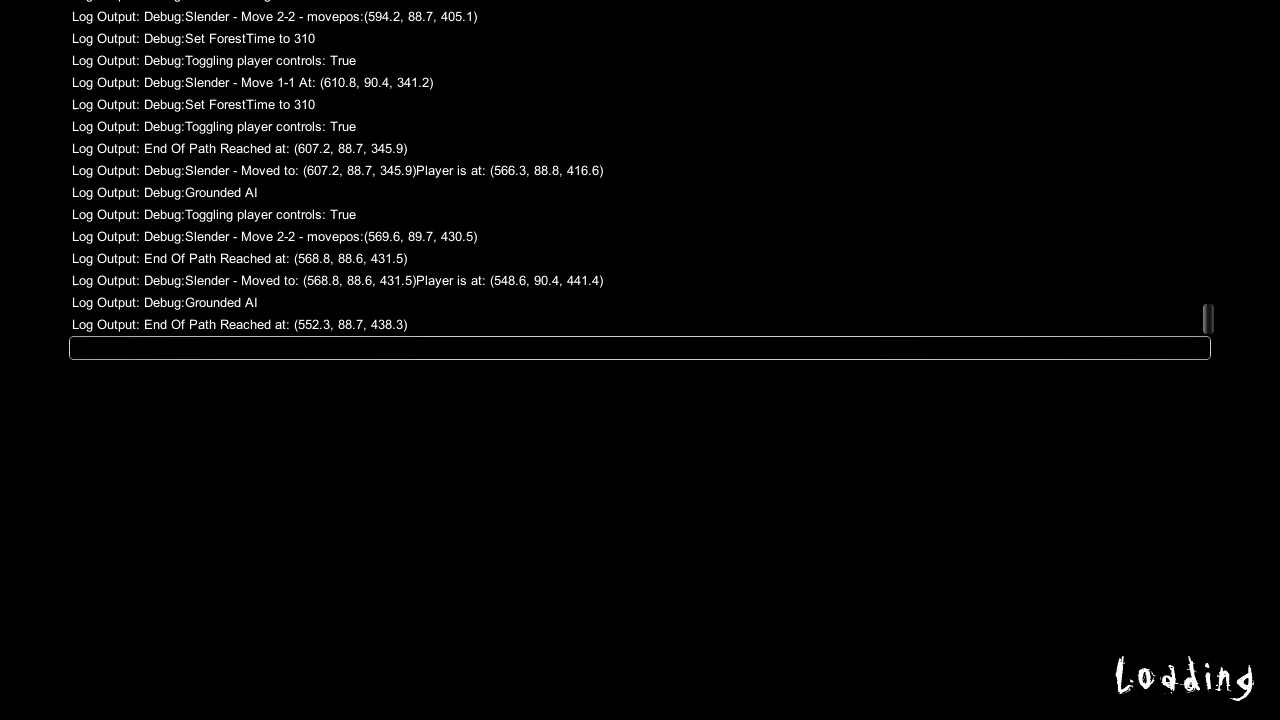 Log Output: Debug:Slender - Move 2-2 - movepos:(594.2, 88.7, 405.1)
Log Output: Debug:Set ForestTime to 310
Log Output: Debug:Toggling player controls: True
Log Output: Debug:Slender - Move 1-1 At: (610.8, 90.4, 341.2)
Log Output: Debug:Set ForestTime to 310
Log Output: Debug:Toggling player controls: True
Log Output: End Of Path Reached at: (607.2, 88.7, 345.9)
Log Output: Debug:Slender - Moved to: (607.2, 88.7, 345.9)Player is at: (566.3, 88.8, 416.6)
Log Output: Debug:Grounded AI
Log Output: Debug:Toggling player controls: True
Log Output: Debug:Slender - Move 2-2 - movepos:(569.6, 89.7, 430.5)
Log Output: End Of Path Reached at: (568.8, 88.6, 431.5)
Log Output: Debug:Slender - Moved to: (568.8, 88.6, 431.5)Player is at: (548.6, 90.4, 441.4)
Log Output: Debug:Grounded AI
Log Output: End Of Path Reached at: (552.3, 88.7, 438.3)
Loading